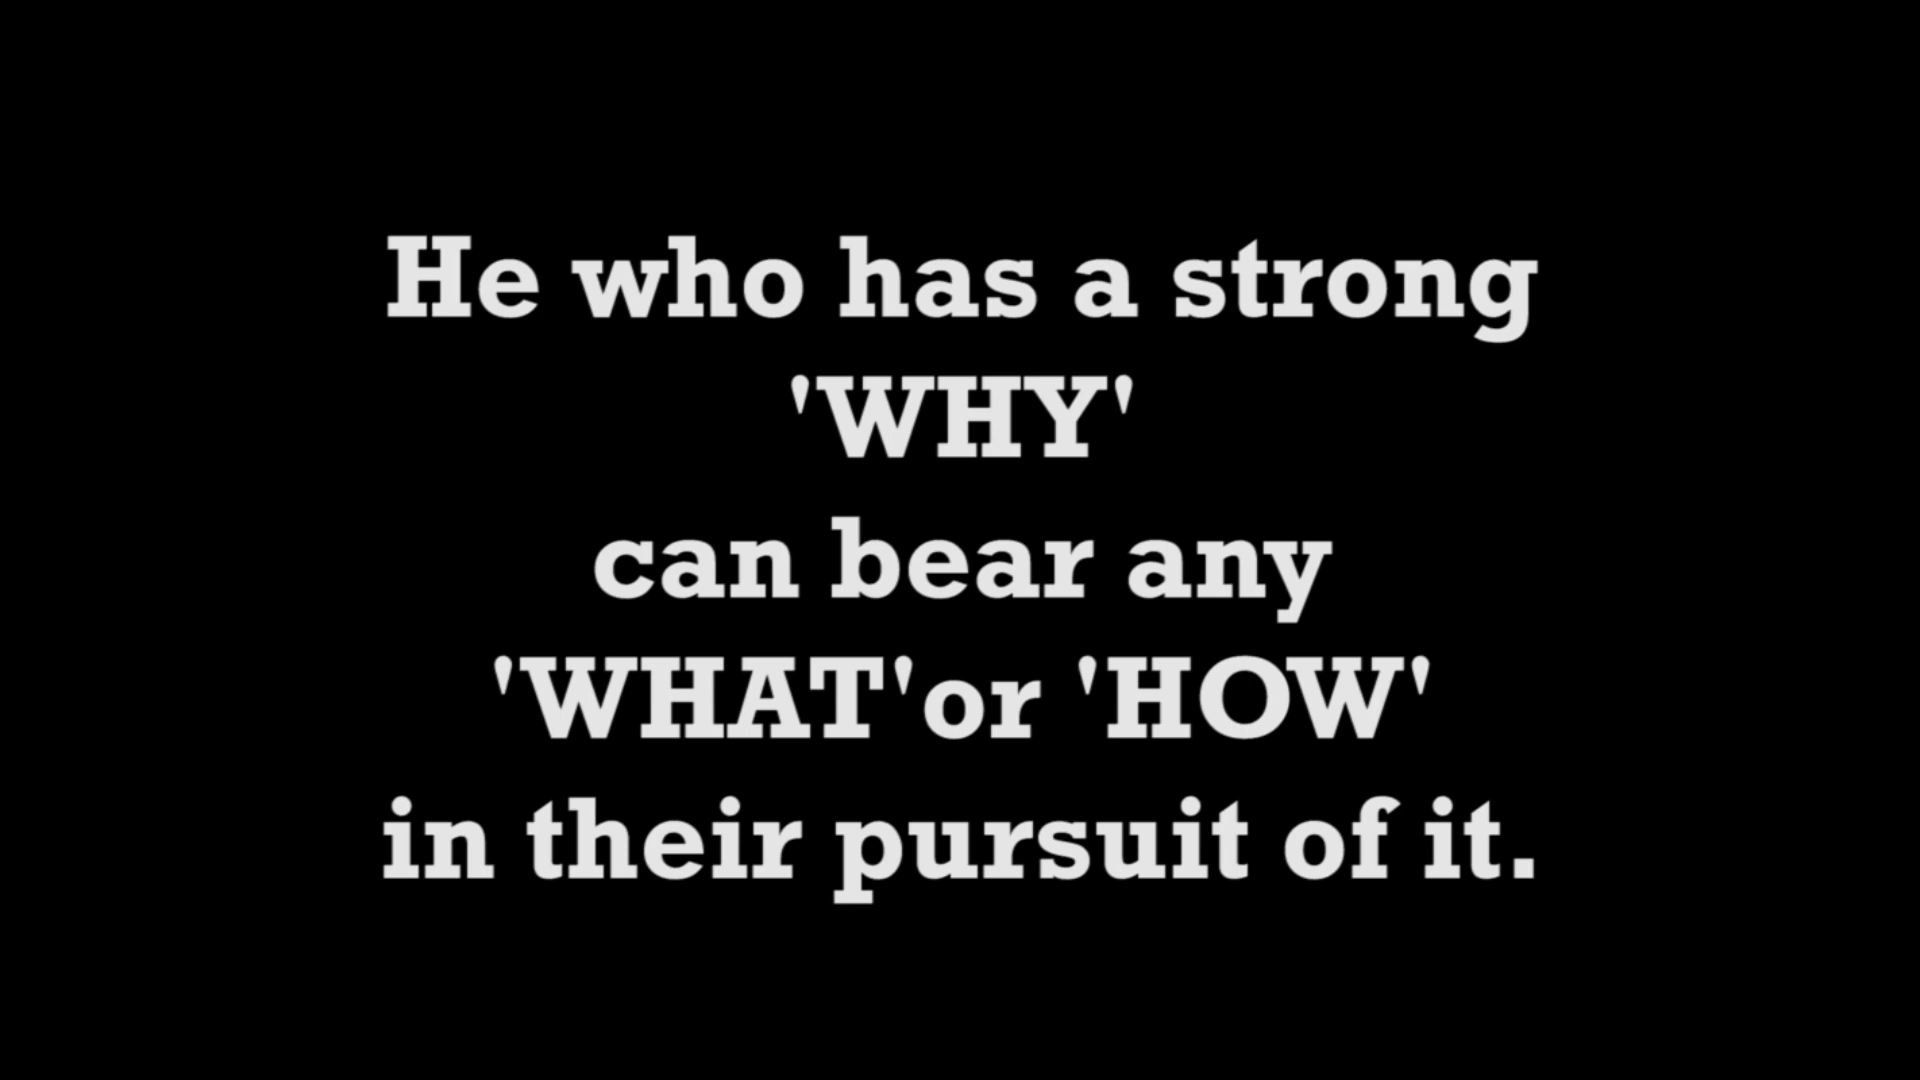 He who has a strong
'WHY'
can bear any
'WHAT'or 'HOW'
in their pursuit of it.